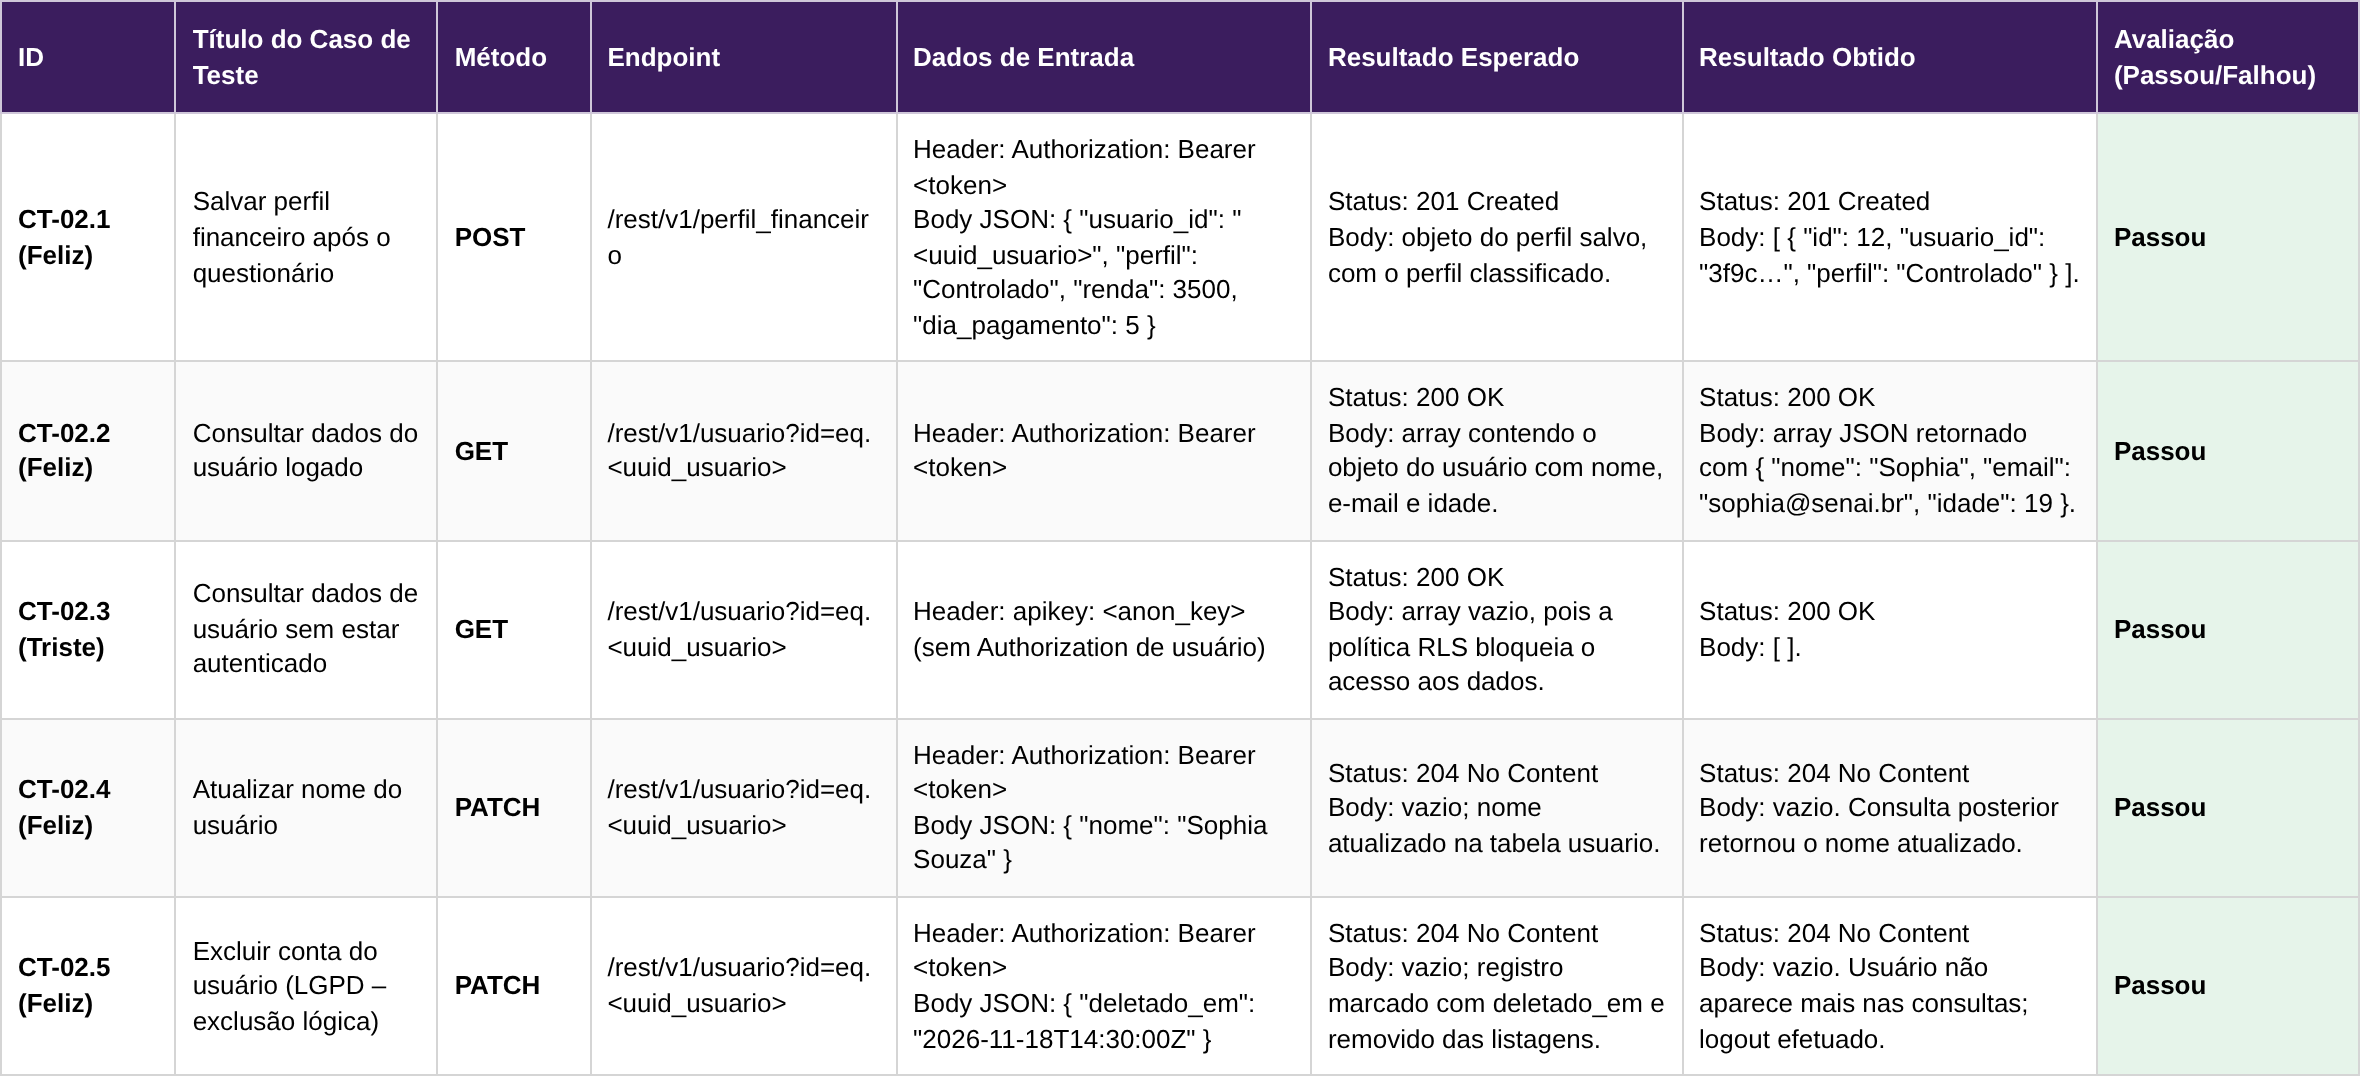 ID
Título do Caso de
Teste
Método
Endpoint
Dados de Entrada
Resultado Esperado
Resultado Obtido
Avaliação
(Passou/Falhou)
CT-02.1
(Feliz)
Salvar perfil
financeiro após o
questionário
POST
/rest/v1/perfil_financeir
o
Header: Authorization: Bearer
<token>
Body JSON: { "usuario_id": "
<uuid_usuario>", "perfil":
"Controlado", "renda": 3500,
"dia_pagamento": 5 }
Status: 201 Created
Body: objeto do perfil salvo,
com o perfil classificado.
Status: 201 Created
Body: [ { "id": 12, "usuario_id":
"3f9c…", "perfil": "Controlado" } ].
Passou
CT-02.2
(Feliz)
Consultar dados do
usuário logado
GET
/rest/v1/usuario?id=eq.
<uuid_usuario>
Header: Authorization: Bearer
<token>
Status: 200 OK
Body: array contendo o
objeto do usuário com nome,
e-mail e idade.
Status: 200 OK
Body: array JSON retornado
com { "nome": "Sophia", "email":
"sophia@senai.br", "idade": 19 }.
Passou
CT-02.3
(Triste)
Consultar dados de
usuário sem estar
autenticado
GET
/rest/v1/usuario?id=eq.
<uuid_usuario>
Header: apikey: <anon_key>
(sem Authorization de usuário)
Status: 200 OK
Body: array vazio, pois a
política RLS bloqueia o
acesso aos dados.
Status: 200 OK
Body: [ ].
Passou
CT-02.4
(Feliz)
Atualizar nome do
usuário
PATCH
/rest/v1/usuario?id=eq.
<uuid_usuario>
Header: Authorization: Bearer
<token>
Body JSON: { "nome": "Sophia
Souza" }
Status: 204 No Content
Body: vazio; nome
atualizado na tabela usuario.
Status: 204 No Content
Body: vazio. Consulta posterior
retornou o nome atualizado.
Passou
CT-02.5
(Feliz)
Excluir conta do
usuário (LGPD –
exclusão lógica)
PATCH
/rest/v1/usuario?id=eq.
<uuid_usuario>
Header: Authorization: Bearer
<token>
Body JSON: { "deletado_em":
"2026-11-18T14:30:00Z" }
Status: 204 No Content
Body: vazio; registro
marcado com deletado_em e
removido das listagens.
Status: 204 No Content
Body: vazio. Usuário não
aparece mais nas consultas;
logout efetuado.
Passou